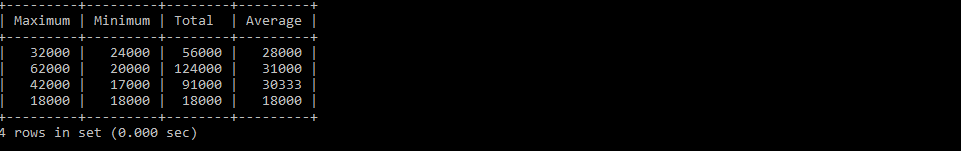 +---------+---------+--------+---------+
| Maximum | Minimum | Total  | Average |
+---------+---------+--------+---------+
|   32000 |   24000 |  56000 |   28000 |
|   62000 |   20000 | 124000 |   31000 |
|   42000 |   17000 |  91000 |   30333 |
|   18000 |   18000 |  18000 |   18000 |
+---------+---------+--------+---------+
4 rows in set (0.000 sec)